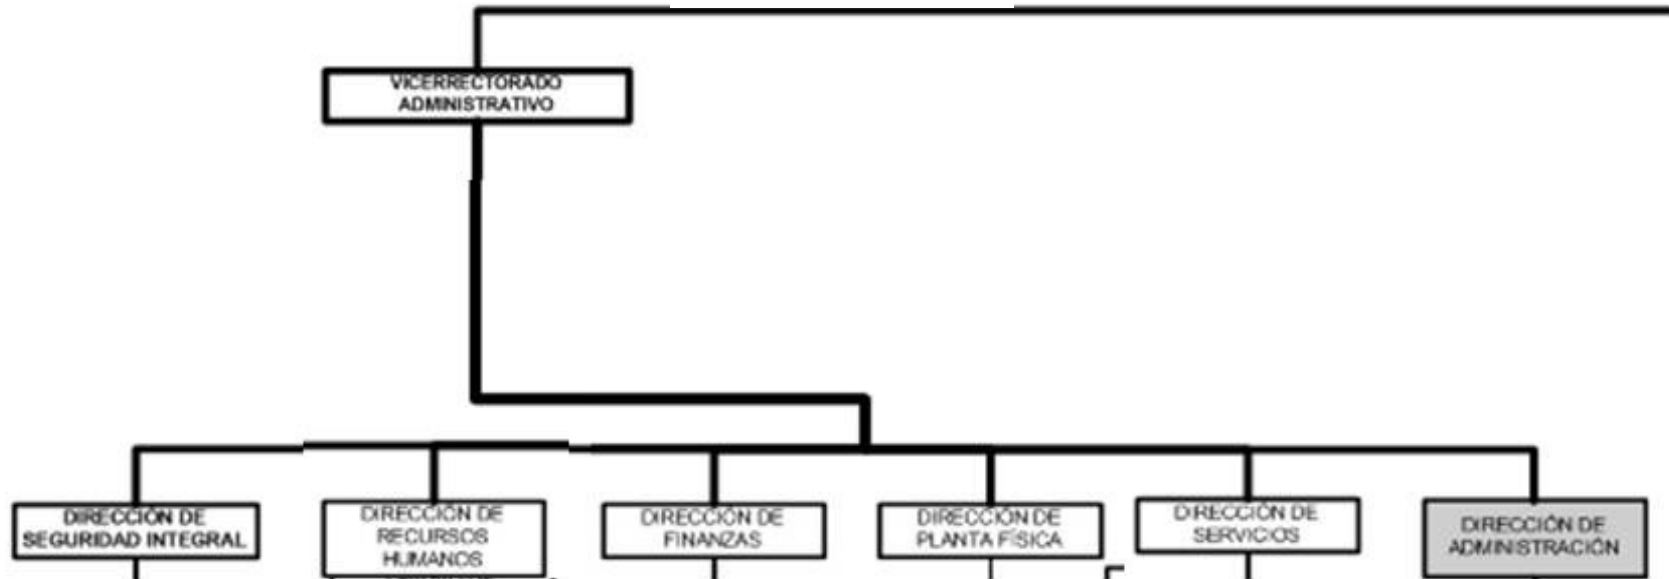 VICERRECTORADO
ADMINISTRATIVO
DIRECCIÓN DE
SEGURIDAD INTEGRAL
DIRECCIÓN DE
RECURSOS
HUMANOS
DIRECCIÓN DE
FINANZAS
DIRECCIÓN DE
PLANTA FÍSICA
DIRECCIÓN DE
SERVICIOS
DIRECCIÓN DE
ADMINISTRACIÓN